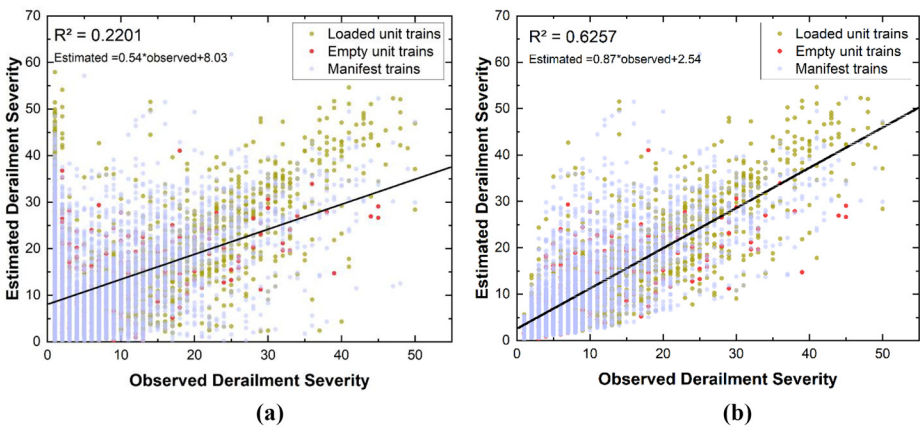 R² = 0.2201
Estimated =0.54*observed+8.03
Loaded unit trains
Empty unit trains
Manifest trains
Estimated Derailment Severity
70
60
50
40
30
20
10
0
0 10 20 30 40 50
Observed Derailment Severity
(a)
R² = 0.6257
Estimated =0.87*observed+2.54
Loaded unit trains
Empty unit trains
Manifest trains
Estimated Derailment Severity
70
60
50
40
30
20
10
0
0 10 20 30 40 50
Observed Derailment Severity
(b)